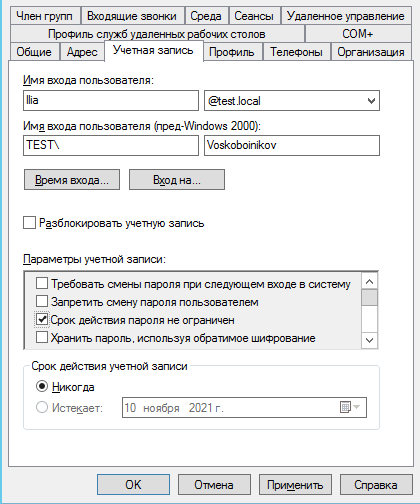 Член групп Входящие звонки Среда Сеансы Удаленное управление
Профиль служб удаленных рабочих столов COM+
Общие Адрес Учетная запись Профиль Телефоны Организация
Имя входа пользователя:
Ilia @test.local
Имя входа пользователя (пред-Windows 2000):
TEST\ Voskoboinikov
Время входа... Вход на...
Разблокировать учетную запись
Параметры учетной записи:
Требовать смены пароля при следующем входе в систему
Запретить смену пароля пользователем
Срок действия пароля не ограничен
Хранить пароль, используя обратимое шифрование
Срок действия учетной записи
Никогда
Истекает: 10 ноября 2021 г.
OK Отмена Применить Справка